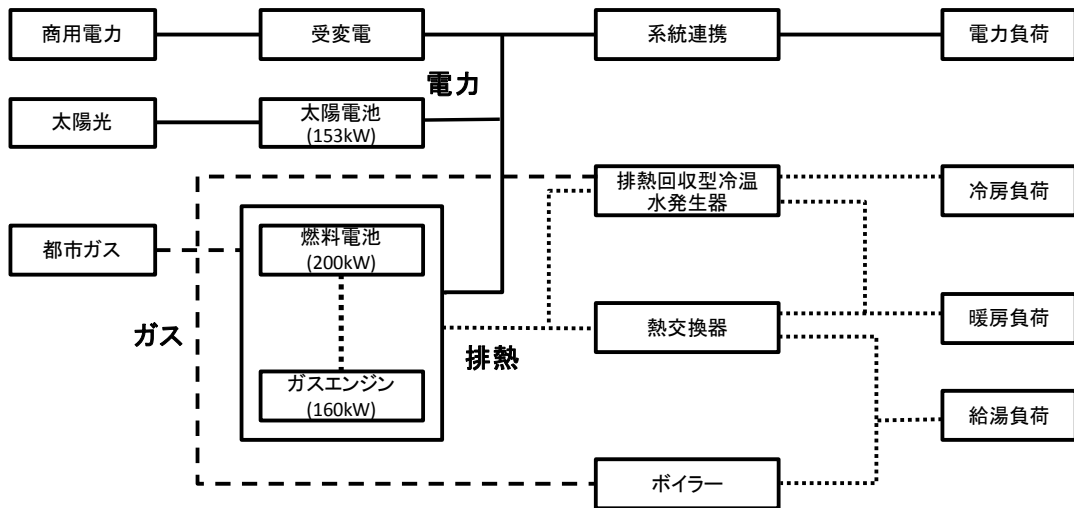 商用電力
受変電
系統連携
電力負荷
電力
太陽光
太陽電池
(153kW)
排熱回収型冷温
水発生器
冷房負荷
都市ガス
燃料電池
(200kW)
ガス
排熱
熱交換器
暖房負荷
ガスエンジン
(160kW)
給湯負荷
ボイラー